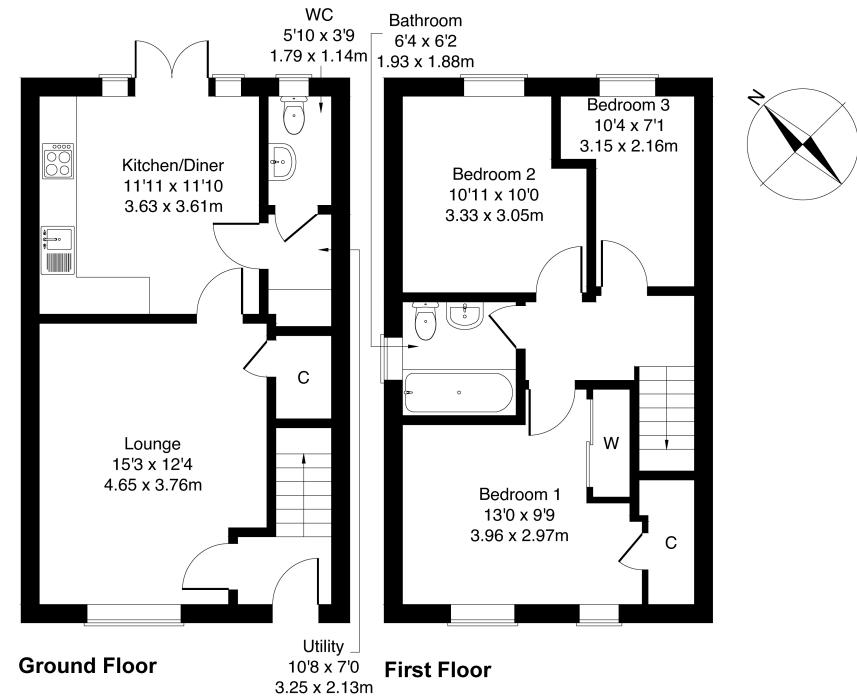 WC
5'10 x 3'9
1.79 x 1.14m
Bathroom
6'4 x 6'2
1.93 x 1.88m
N
Kitchen/Diner
11'11 x 11'10
3.63 x 3.61m
Bedroom 2
10'11 x 10'0
3.33 x 3.05m
Bedroom 3
10'4 x 7'1
3.15 x 2.16m
C
Lounge
15'3 x 12'4
4.65 x 3.76m
W
Bedroom 1
13'0 x 9'9
3.96 x 2.97m
C
Utility
10'8 x 7'0
3.25 x 2.13m
Ground Floor
First Floor